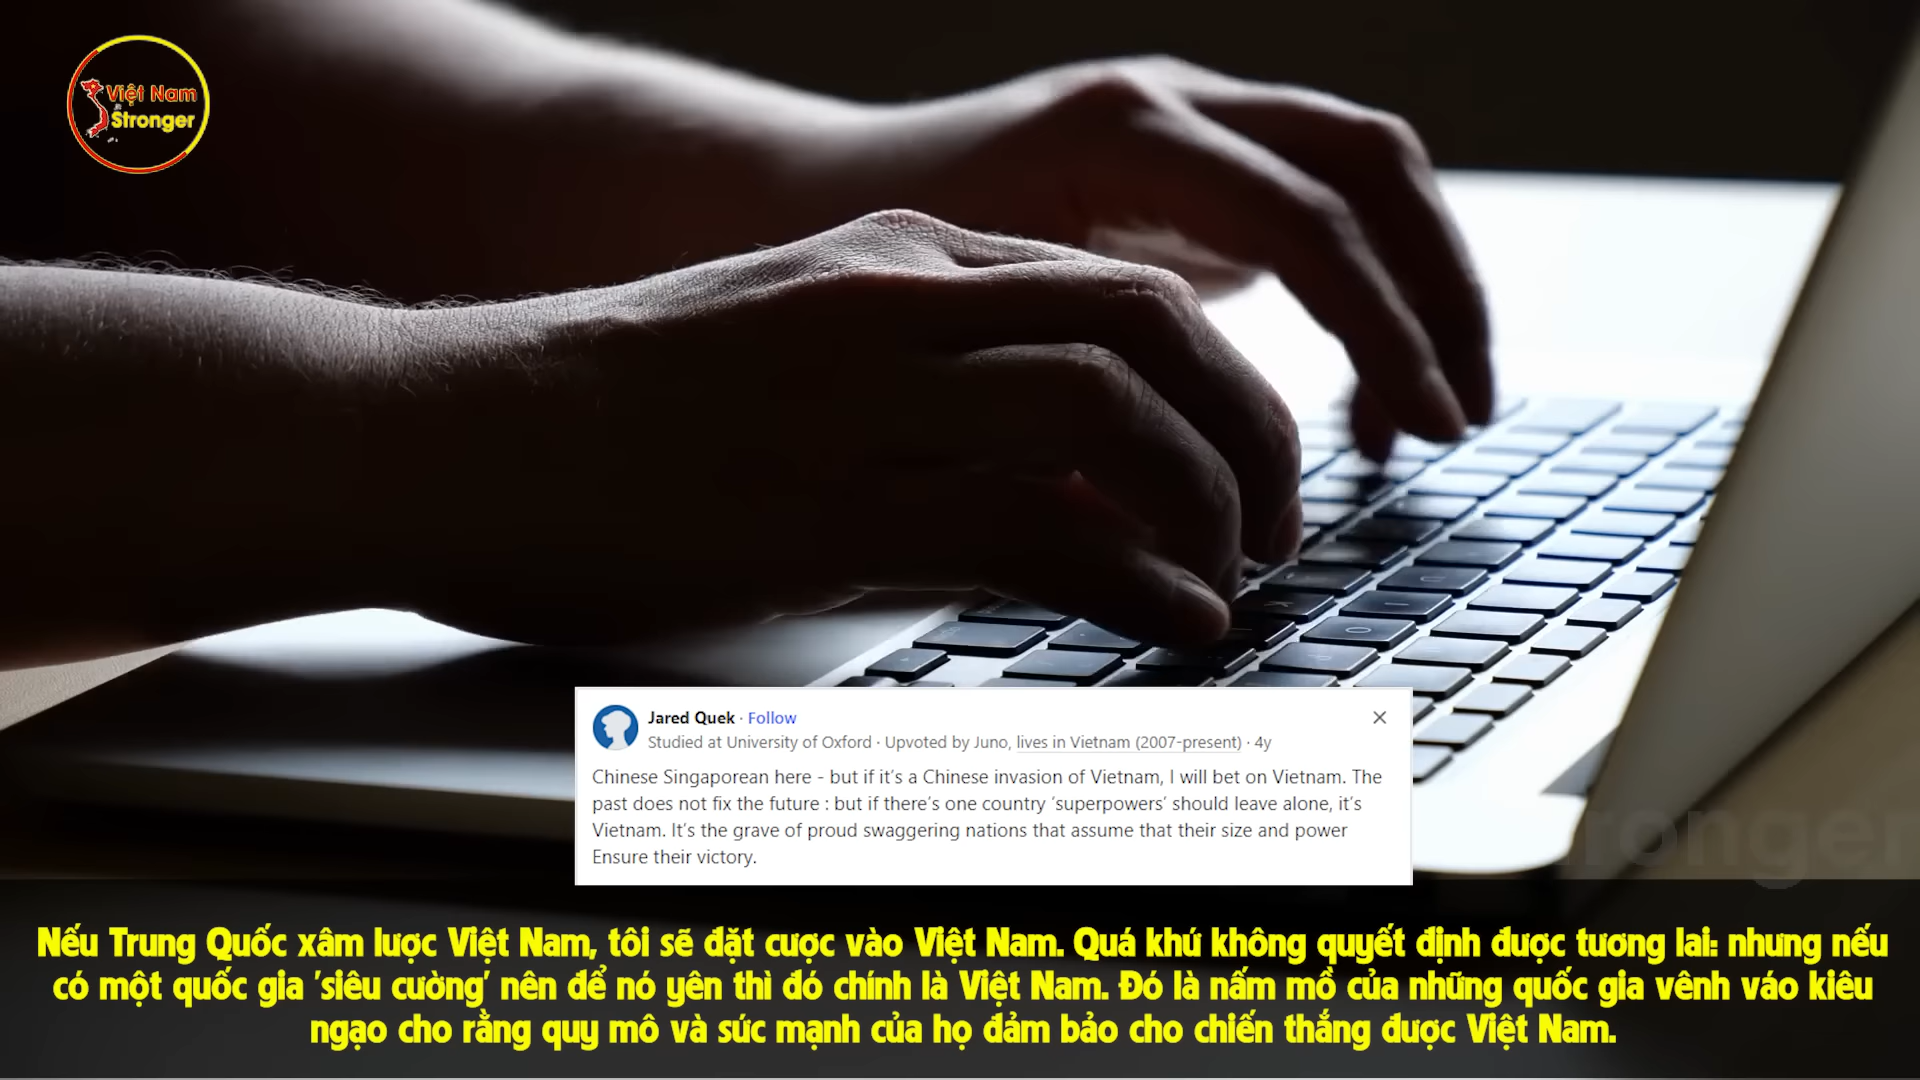 Việt Nam
Stronger
Jared Quek · Follow
Studied at University of Oxford · Upvoted by Juno, lives in Vietnam (2007-present) · 4y
Chinese Singaporean here - but if it's a Chinese invasion of Vietnam, I will bet on Vietnam. The
past does not fix the future : but if there's one country 'superpowers' should leave alone, it's
Vietnam. It's the grave of proud swaggering nations that assume that their size and power
Ensure their victory.
ronger
Nếu Trung Quốc xâm lược Việt Nam, tôi sẽ đặt cược vào Việt Nam. Quá khứ không quyết định được tương lai: nhưng nếu
có một quốc gia 'siêu cường' nên để nó yên thì đó chính là Việt Nam. Đó là nấm mồ của những quốc gia vênh váo kiêu
ngạo cho rằng quy mô và sức mạnh của họ đảm bảo cho chiến thắng được Việt Nam.